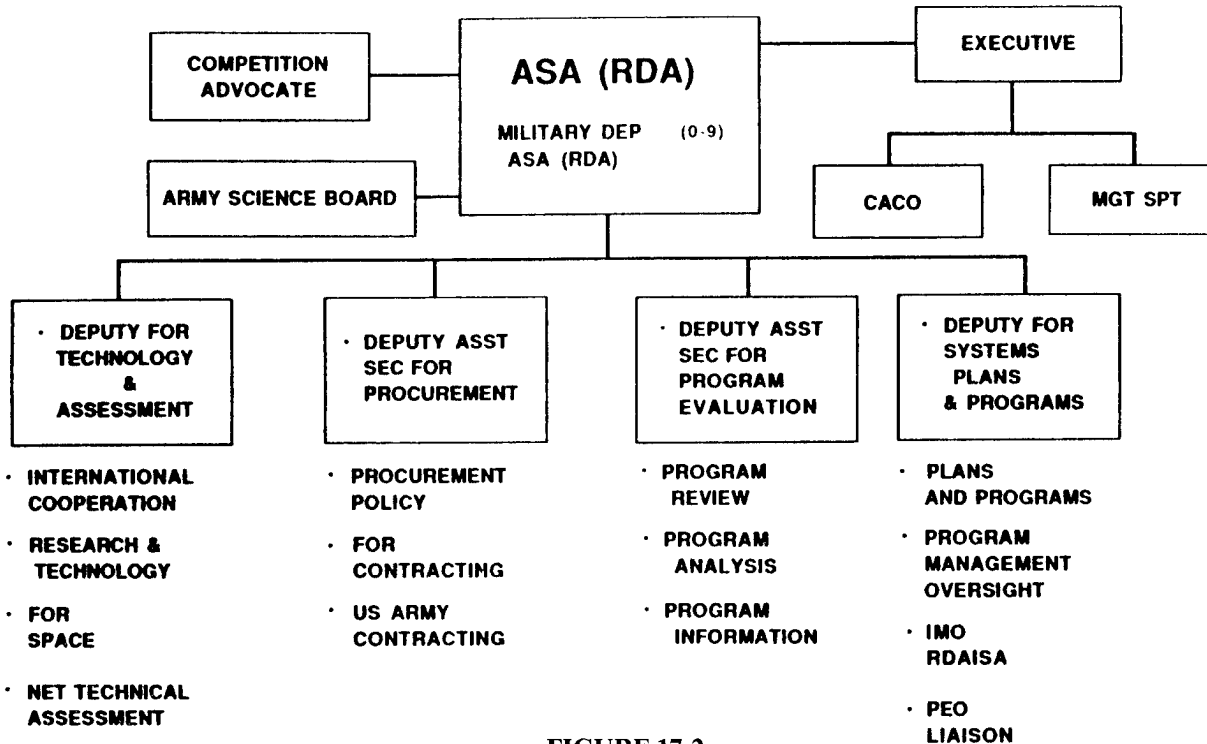 COMPETITION
ADVOCATE
ASA (RDA)
MILITARY DEP (0-9)
ASA (RDA)
EXECUTIVE
ARMY SCIENCE BOARD
CACO
MGT SPT
· DEPUTY FOR
TECHNOLOGY
&
ASSESSMENT
· INTERNATIONAL
COOPERATION
· RESEARCH &
TECHNOLOGY
· FOR
SPACE
· NET TECHNICAL
ASSESSMENT
· DEPUTY ASST
SEC FOR
PROCUREMENT
· PROCUREMENT
POLICY
· FOR
CONTRACTING
· US ARMY
CONTRACTING
· DEPUTY ASST
SEC FOR
PROGRAM
EVALUATION
· PROGRAM
REVIEW
· PROGRAM
ANALYSIS
· PROGRAM
INFORMATION
· DEPUTY FOR
SYSTEMS
PLANS
& PROGRAMS
· PLANS
AND PROGRAMS
· PROGRAM
MANAGEMENT
OVERSIGHT
· IMO
RDAISA
· PEO
LIAISON